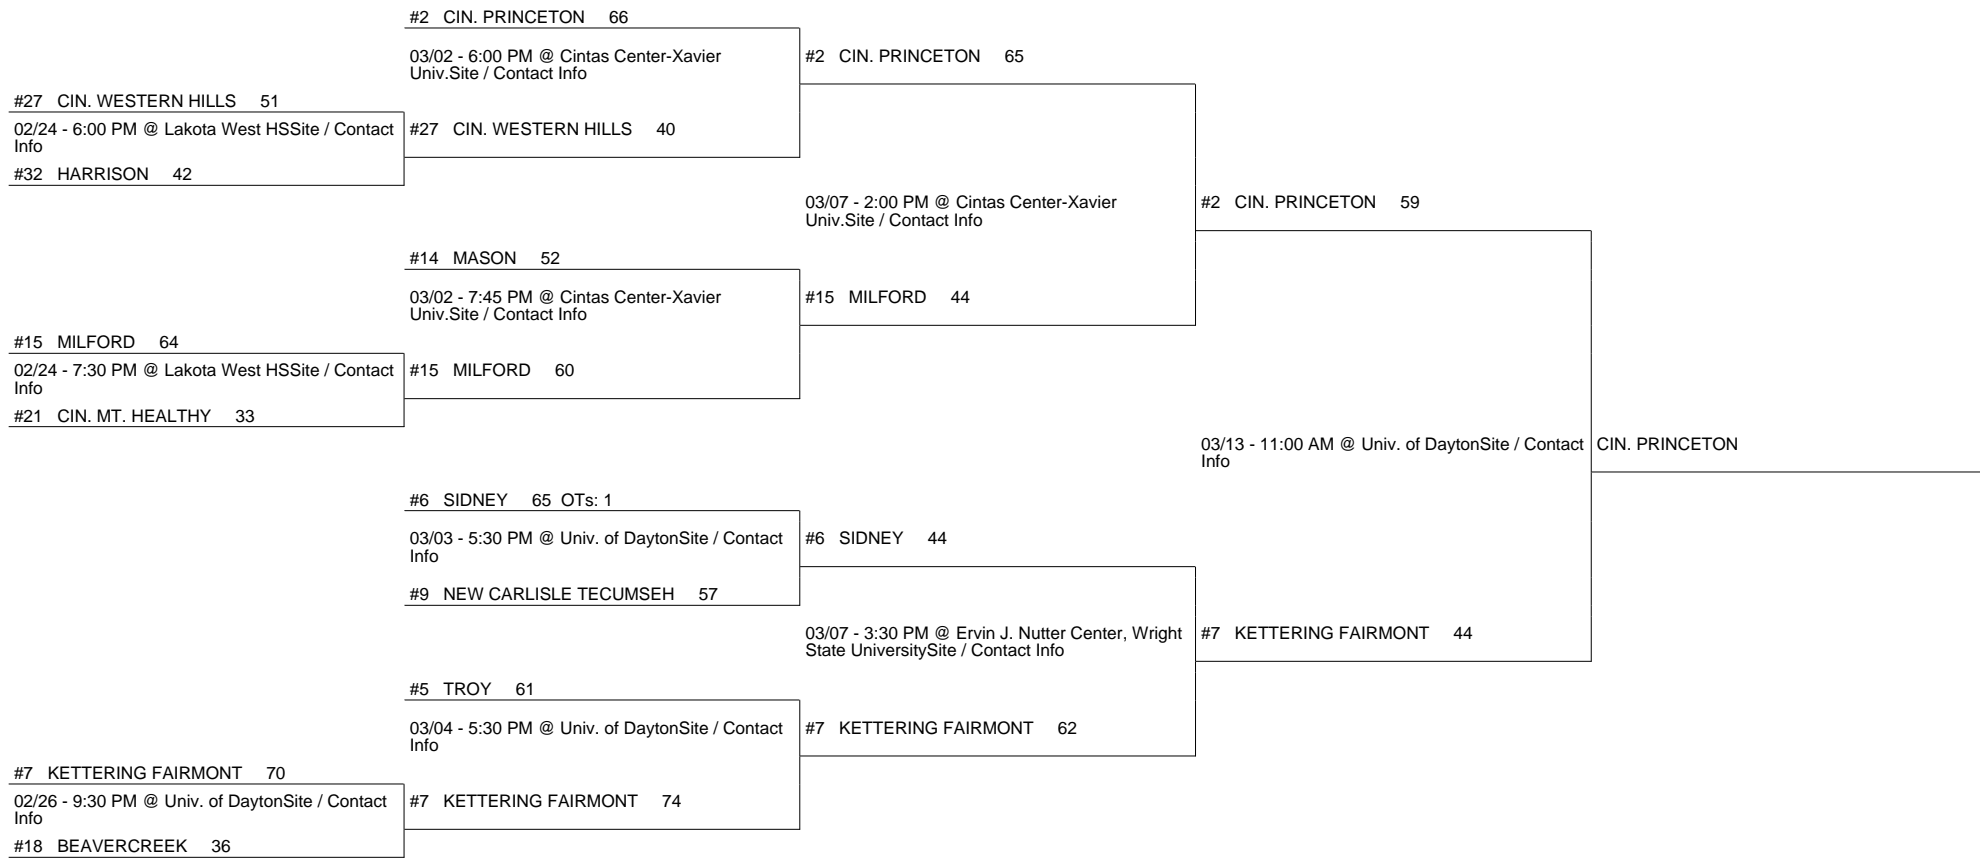 #2 CIN. PRINCETON 66
03/02 - 6:00 PM @ Cintas Center-Xavier
Univ.Site / Contact Info
#2 CIN. PRINCETON 65
#27 CIN. WESTERN HILLS 51
02/24 - 6:00 PM @ Lakota West HSSite / Contact
Info
#27 CIN. WESTERN HILLS 40
#32 HARRISON 42
03/07 - 2:00 PM @ Cintas Center-Xavier
Univ.Site / Contact Info
#2 CIN. PRINCETON 59
#14 MASON 52
03/02 - 7:45 PM @ Cintas Center-Xavier
Univ.Site / Contact Info
#15 MILFORD 44
#15 MILFORD 64
02/24 - 7:30 PM @ Lakota West HSSite / Contact
Info
#15 MILFORD 60
#21 CIN. MT. HEALTHY 33
03/13 - 11:00 AM @ Univ. of DaytonSite / Contact
Info
CIN. PRINCETON
#6 SIDNEY 65 OTs: 1
03/03 - 5:30 PM @ Univ. of DaytonSite / Contact
Info
#6 SIDNEY 44
#9 NEW CARLISLE TECUMSEH 57
03/07 - 3:30 PM @ Ervin J. Nutter Center, Wright
State UniversitySite / Contact Info
#7 KETTERING FAIRMONT 44
#5 TROY 61
03/04 - 5:30 PM @ Univ. of DaytonSite / Contact
Info
#7 KETTERING FAIRMONT 62
#7 KETTERING FAIRMONT 70
02/26 - 9:30 PM @ Univ. of DaytonSite / Contact
Info
#7 KETTERING FAIRMONT 74
#18 BEAVERCREEK 36